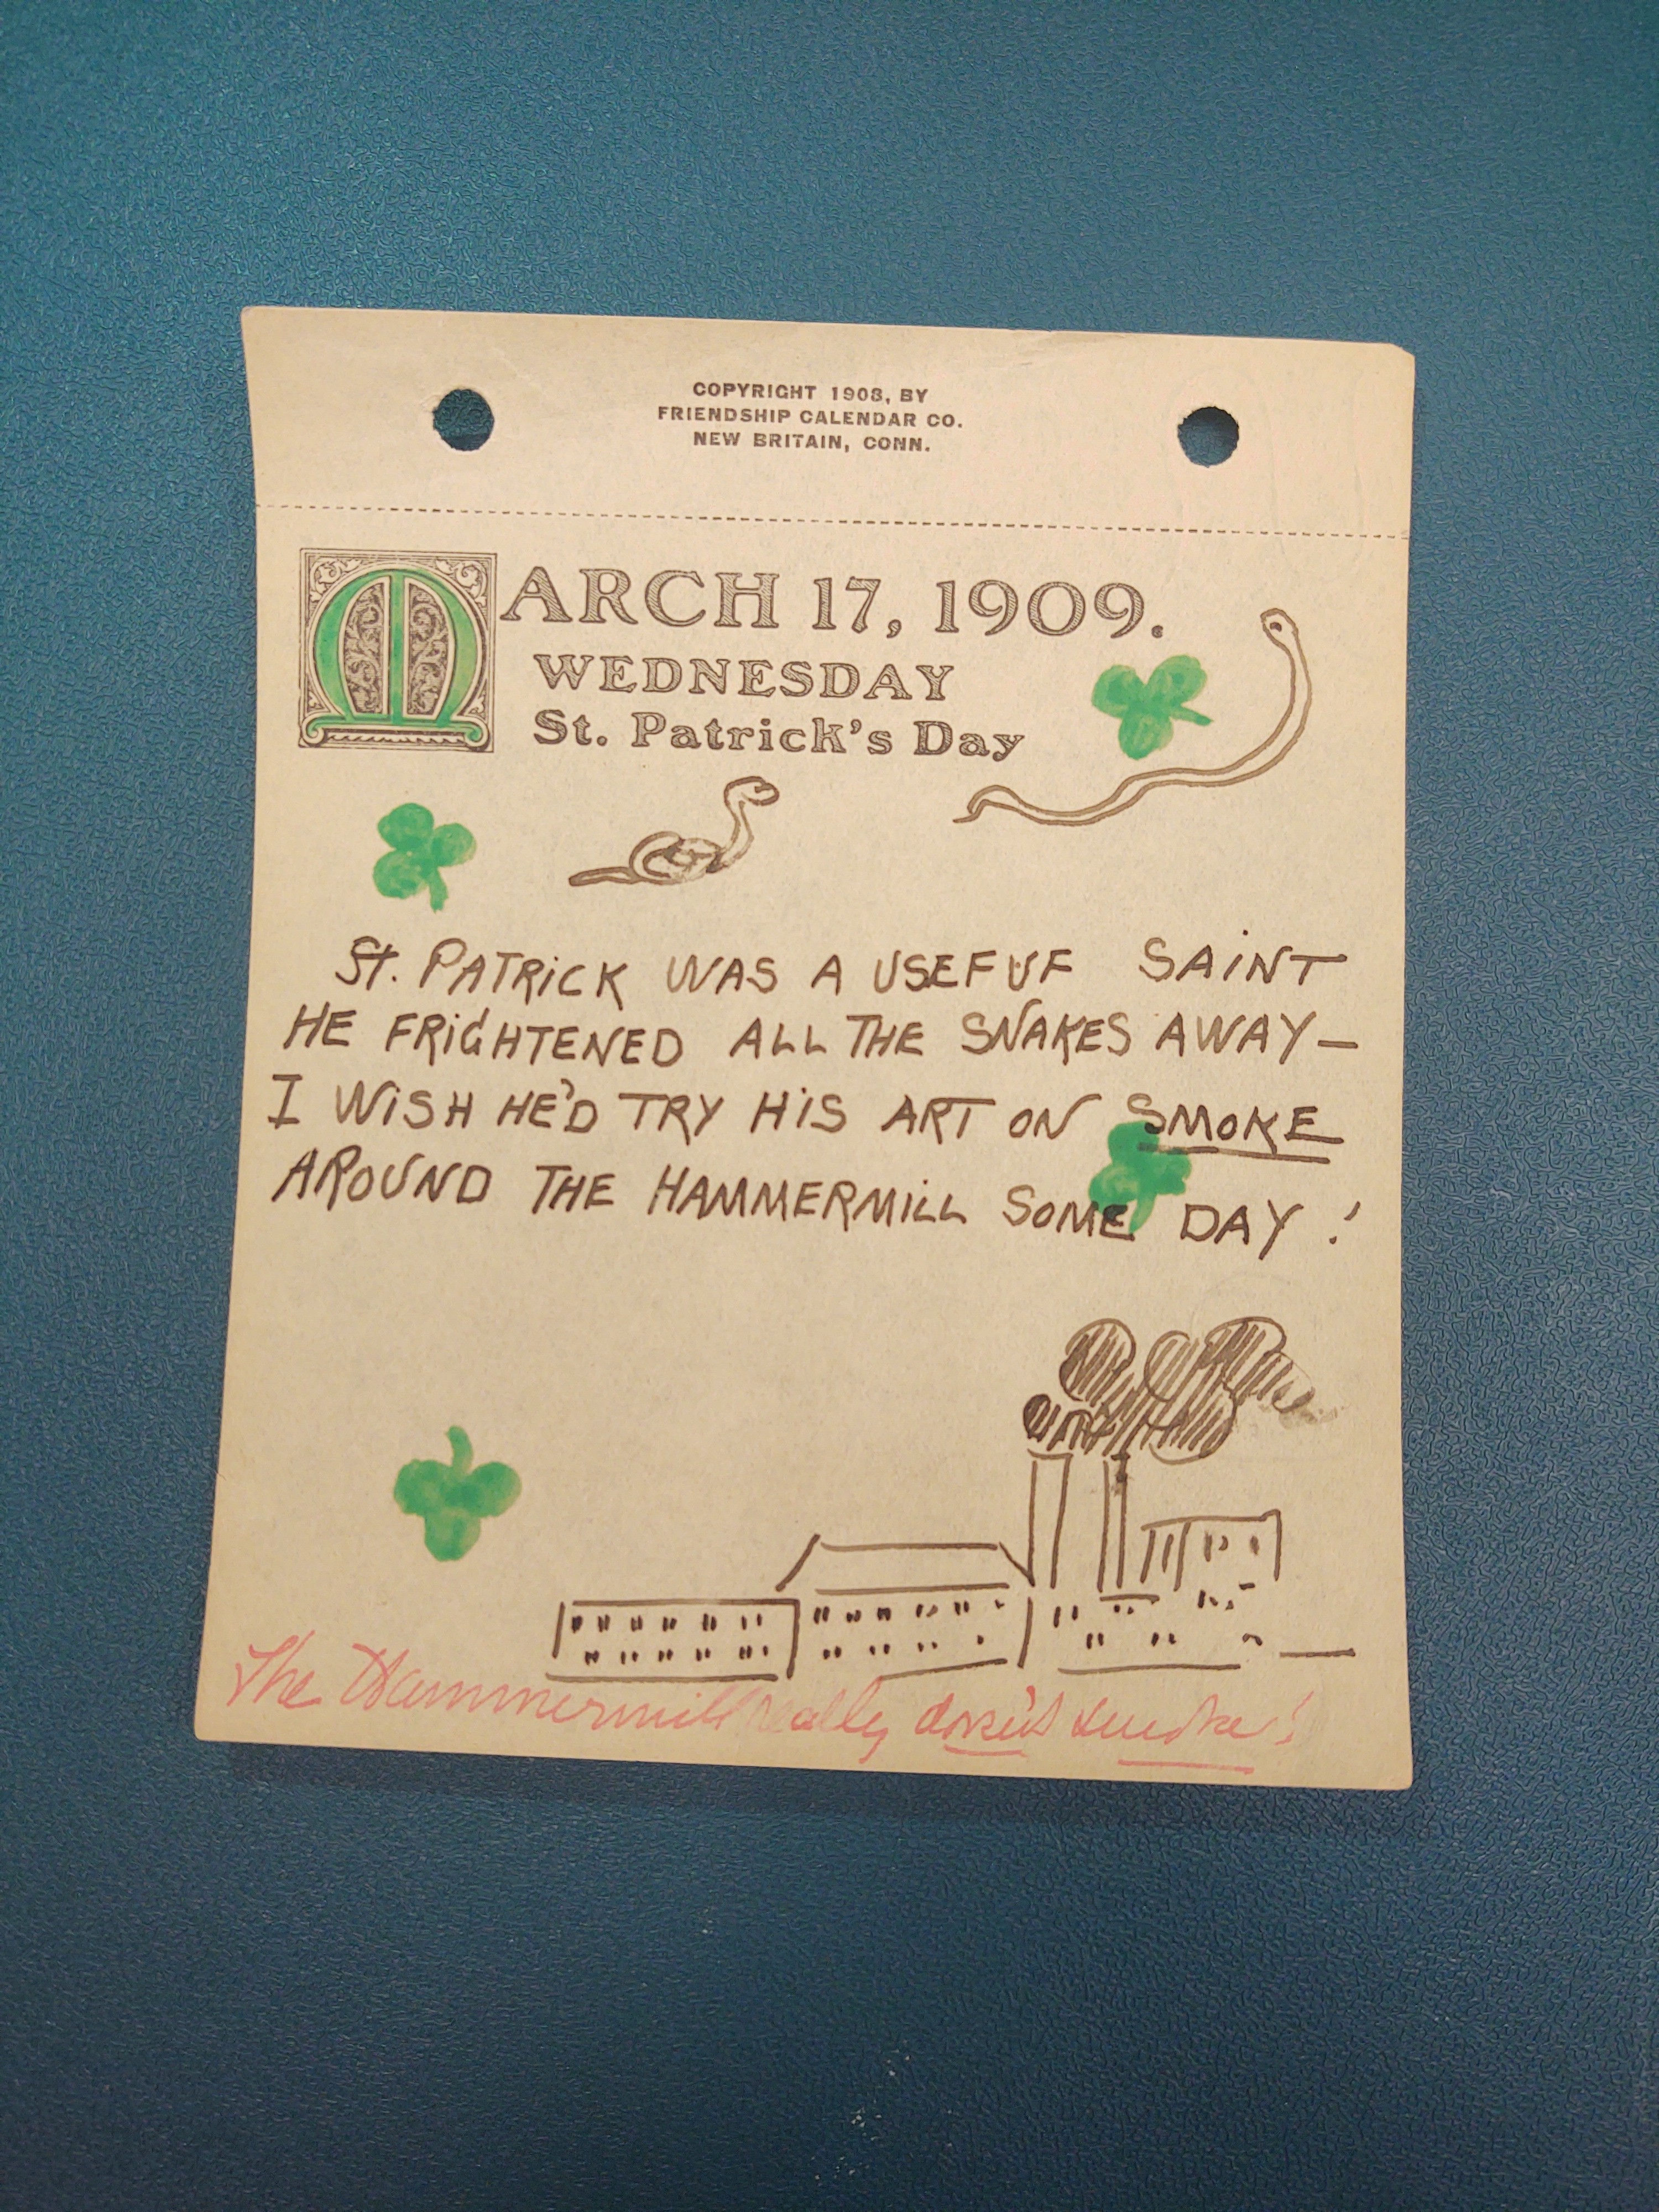 COPYRIGHT 1908, BY
FRIENDSHIP CALENDAR CO.
NEW BRITAIN, CONN.
MARCH 17, 1909.
WEDNESDAY
St. Patrick's Day
St. PATRICK WAS A USEFUF SAINT
HE FRIGHTENED ALL THE SNAKES AWAY—
I WISH HE'D TRY HIS ART ON SMOKE
AROUND THE HAMMERMILL SOME DAY!
The Hammermill really doesn't smoke!